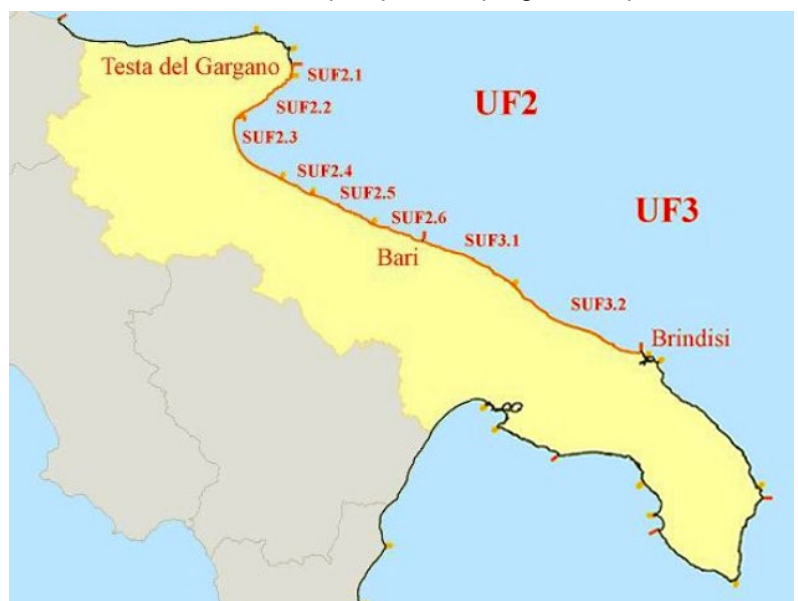 Testa del Gargano
SUF2.1
SUF2.2
UF2
SUF2.3
SUF2.4
SUF2.5
UF3
SUF2.6
SUF3.1
Bari
SUF3.2
Brindisi